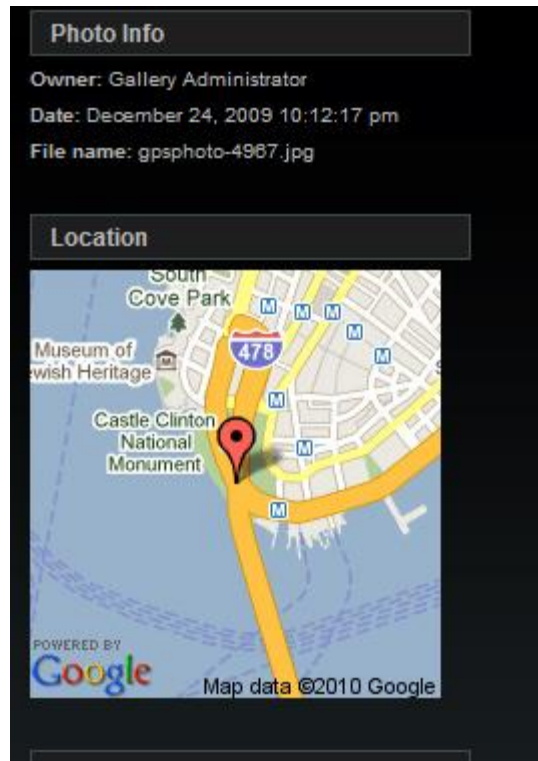 Photo Info
Owner: Gallery Administrator
Date: December 24, 2009 10:12:17 pm
File name: gpsphoto-4967.jpg
Location
South
Cove Park
M
M
M
M
M
478
Museum of
wish Heritage
M
M
Castle Clinton
National
Monument
M
M
POWERED BY
Google
Map data ©2010 Google